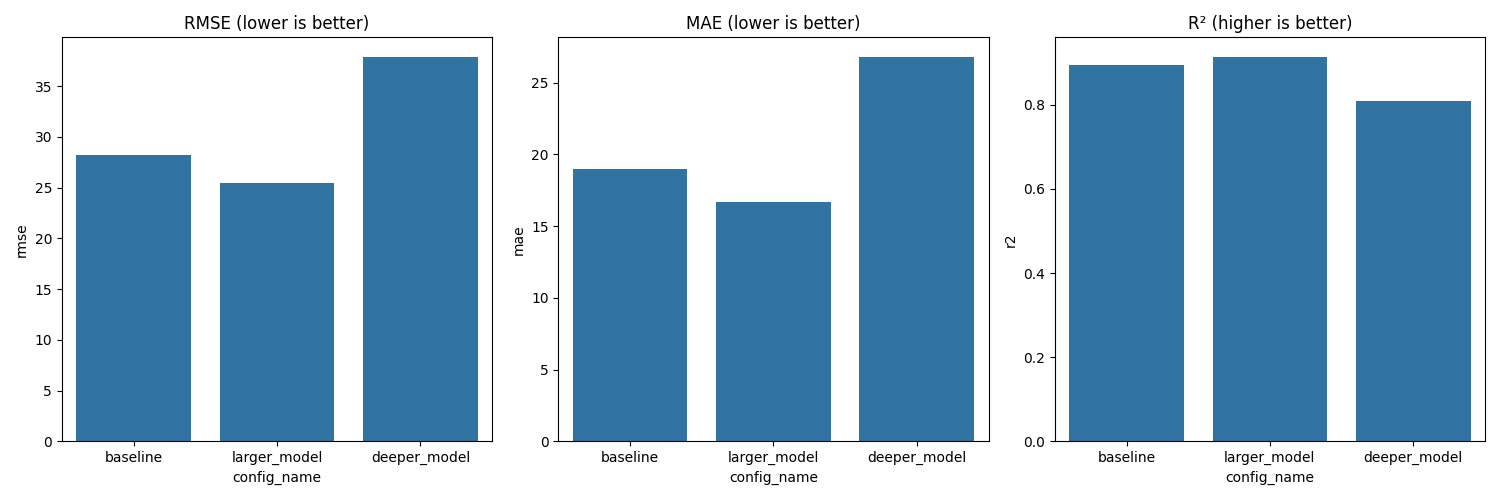 RMSE (lower is better)
35
30
25
20
15
10
5
0
rmse
baseline larger_model deeper_model
config_name
MAE (lower is better)
25
20
15
10
5
0
mae
baseline larger_model deeper_model
config_name
R² (higher is better)
0.8
0.6
0.4
0.2
0.0
r2
baseline larger_model deeper_model
config_name